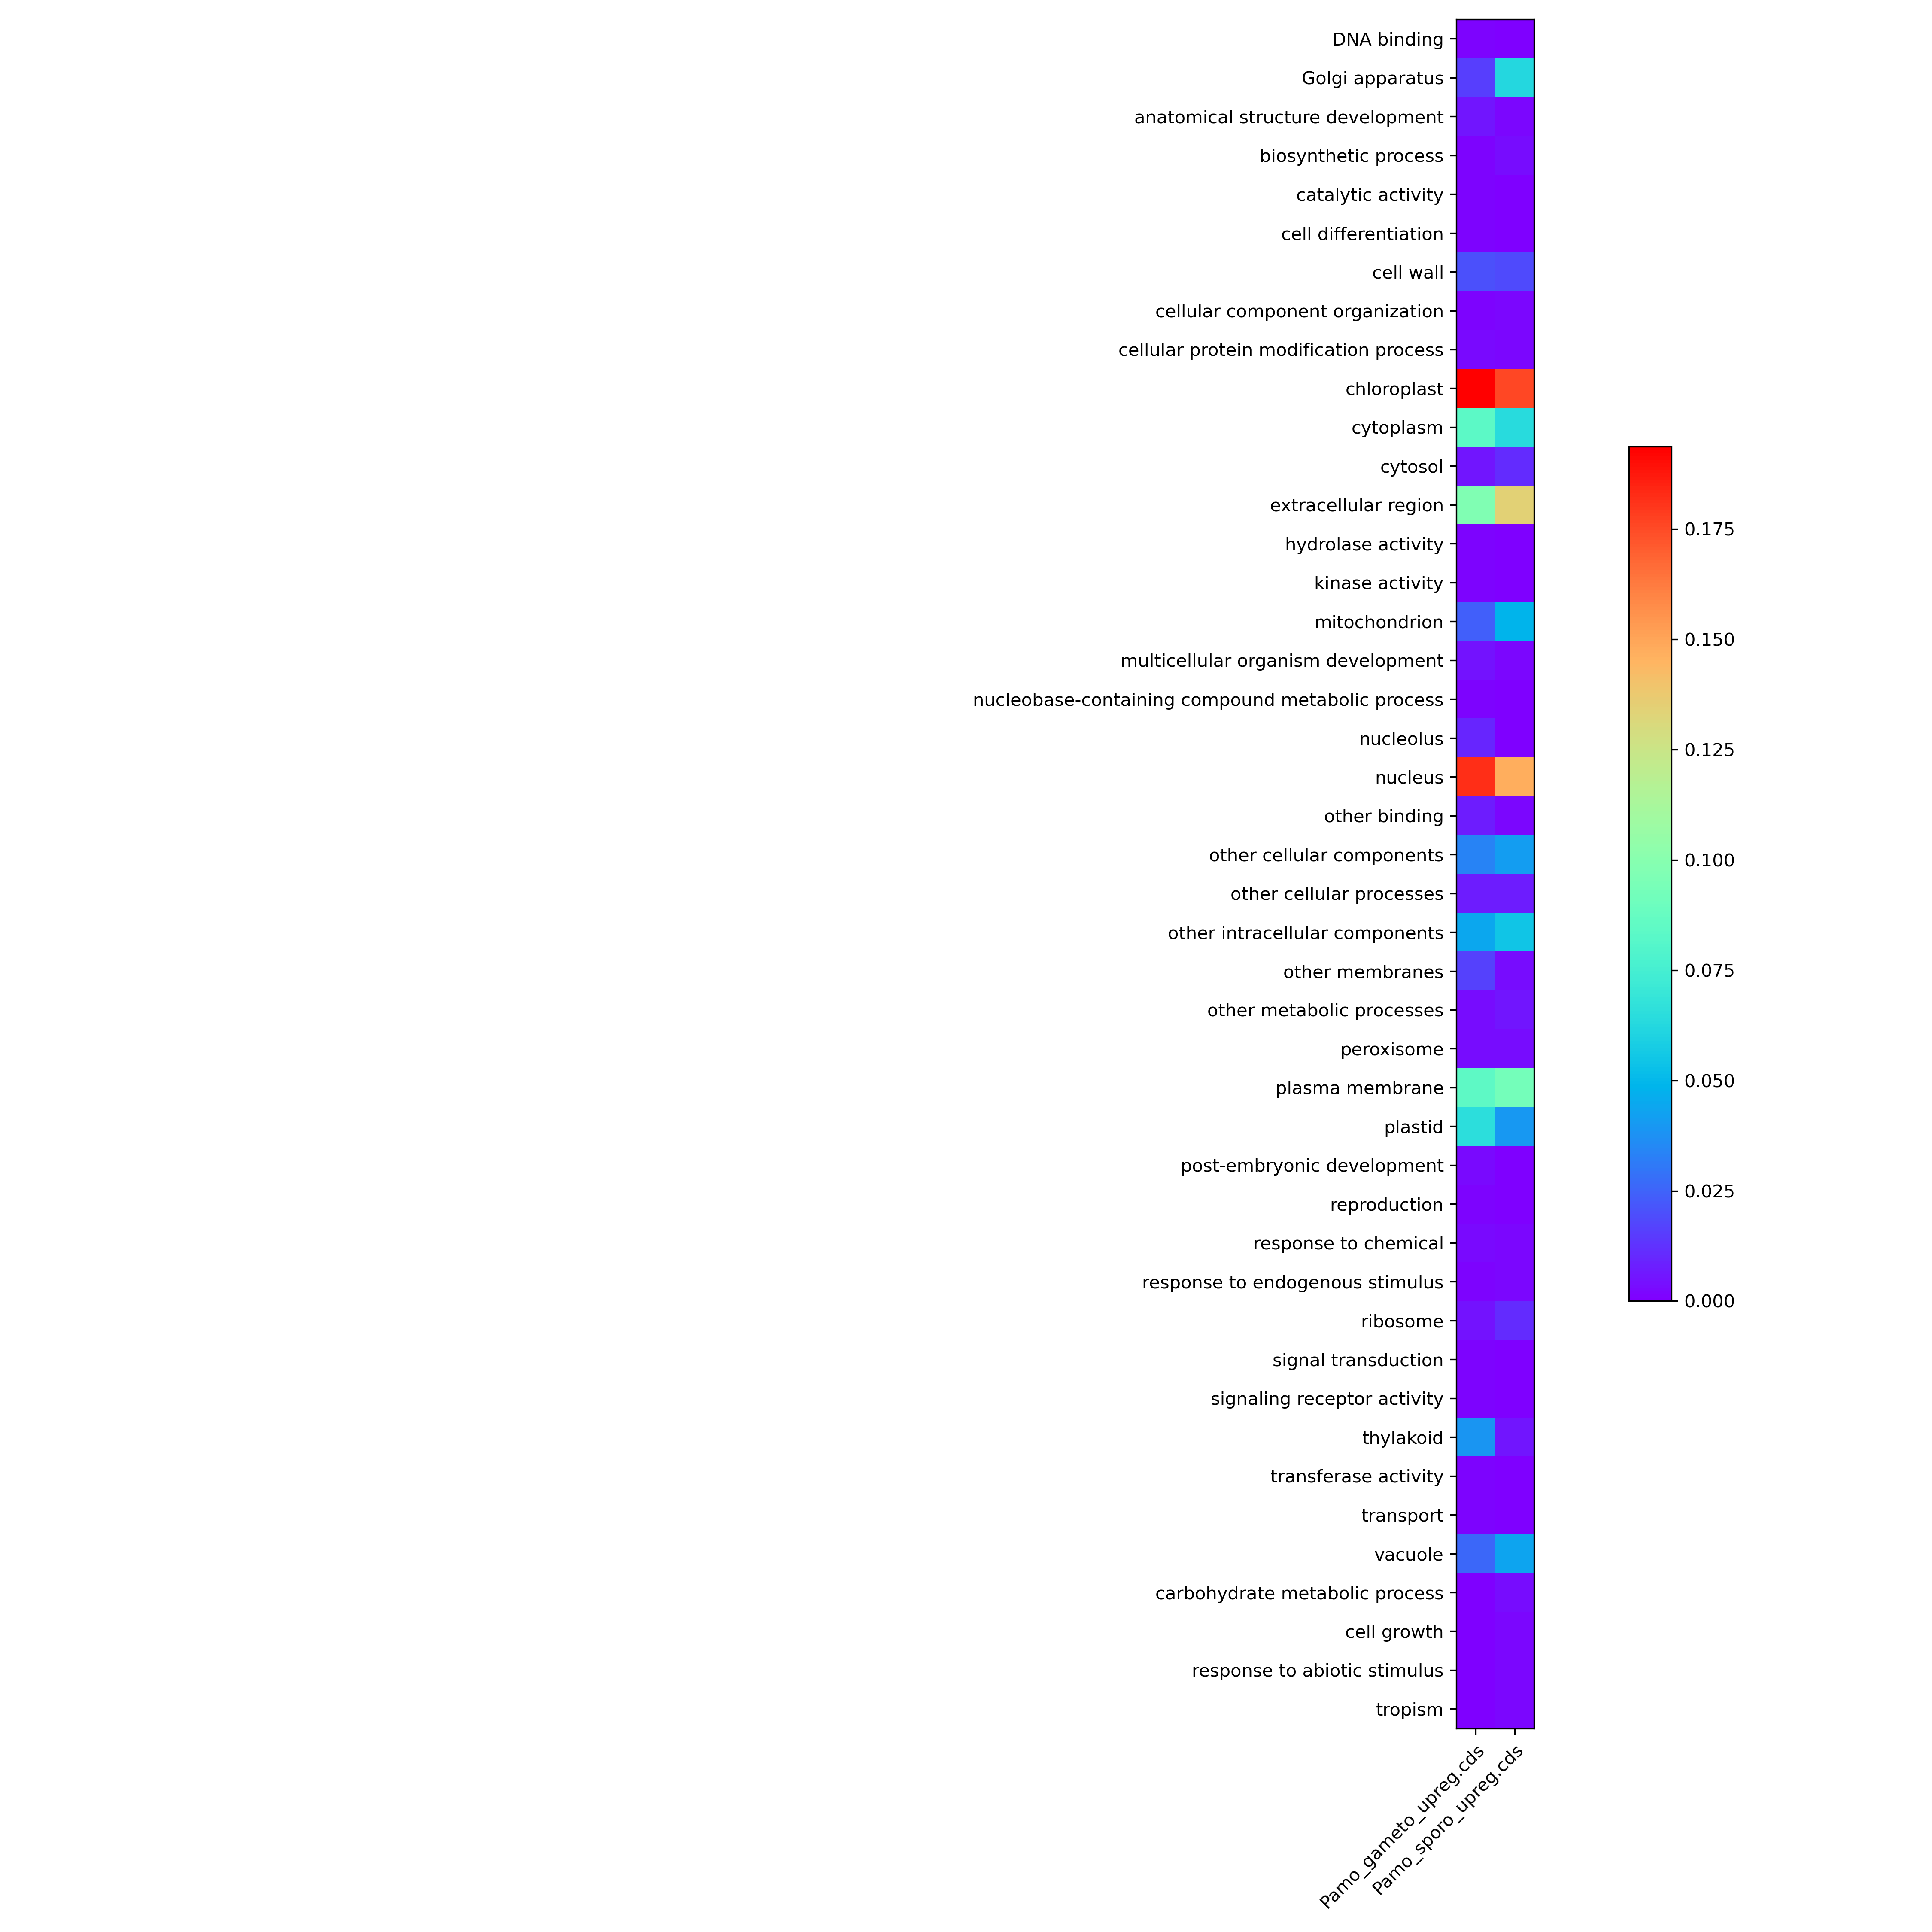 DNA binding
Golgi apparatus
anatomical structure development
biosynthetic process
catalytic activity
cell differentiation
cell wall
cellular component organization
cellular protein modification process
chloroplast
cytoplasm
cytosol
extracellular region
hydrolase activity
kinase activity
mitochondrion
multicellular organism development
nucleobase-containing compound metabolic process
nucleolus
nucleus
other binding
other cellular components
other cellular processes
other intracellular components
other membranes
other metabolic processes
peroxisome
plasma membrane
plastid
post-embryonic development
reproduction
response to chemical
response to endogenous stimulus
ribosome
signal transduction
signaling receptor activity
thylakoid
transferase activity
transport
vacuole
carbohydrate metabolic process
cell growth
response to abiotic stimulus
tropism
Pamo_gameto_upreg.cds
Pamo_sporo_upreg.cds
0.175
0.150
0.125
0.100
0.075
0.050
0.025
0.000